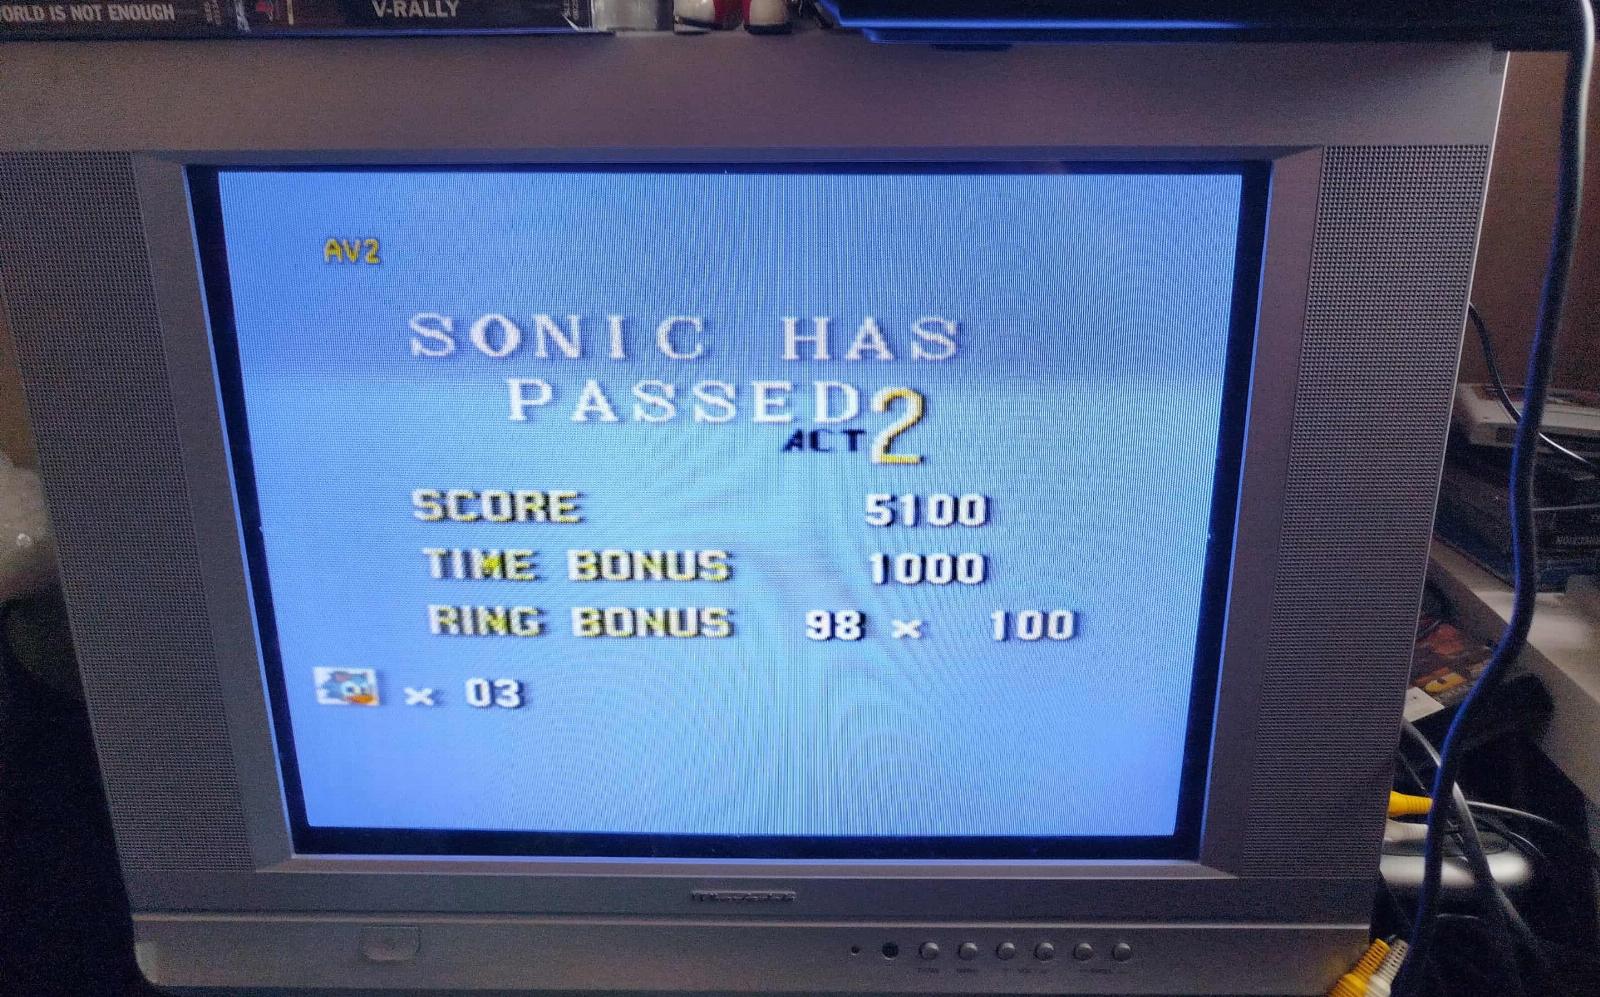 ORLD IS NOT ENOUGH
V-RALLY
AV2
SONIC HAS
PASSED
ACT 2
SCORE 5100
TIME BONUS 1000
RING BONUS 98 × 100
× 03